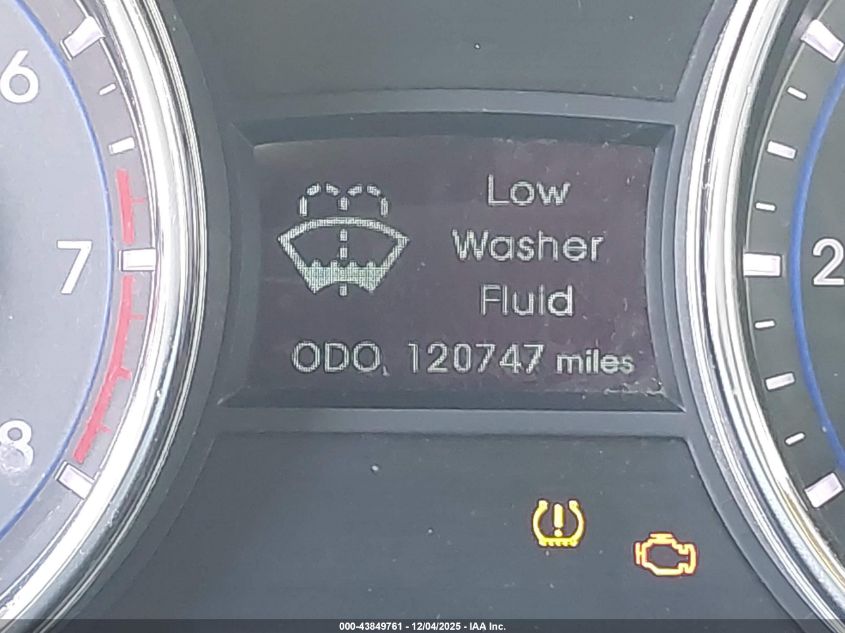 6
7
8
Low
Washer
Fluid
ODO. 120747 miles
2
000-43849761 - 12/04/2025 - IAA Inc.